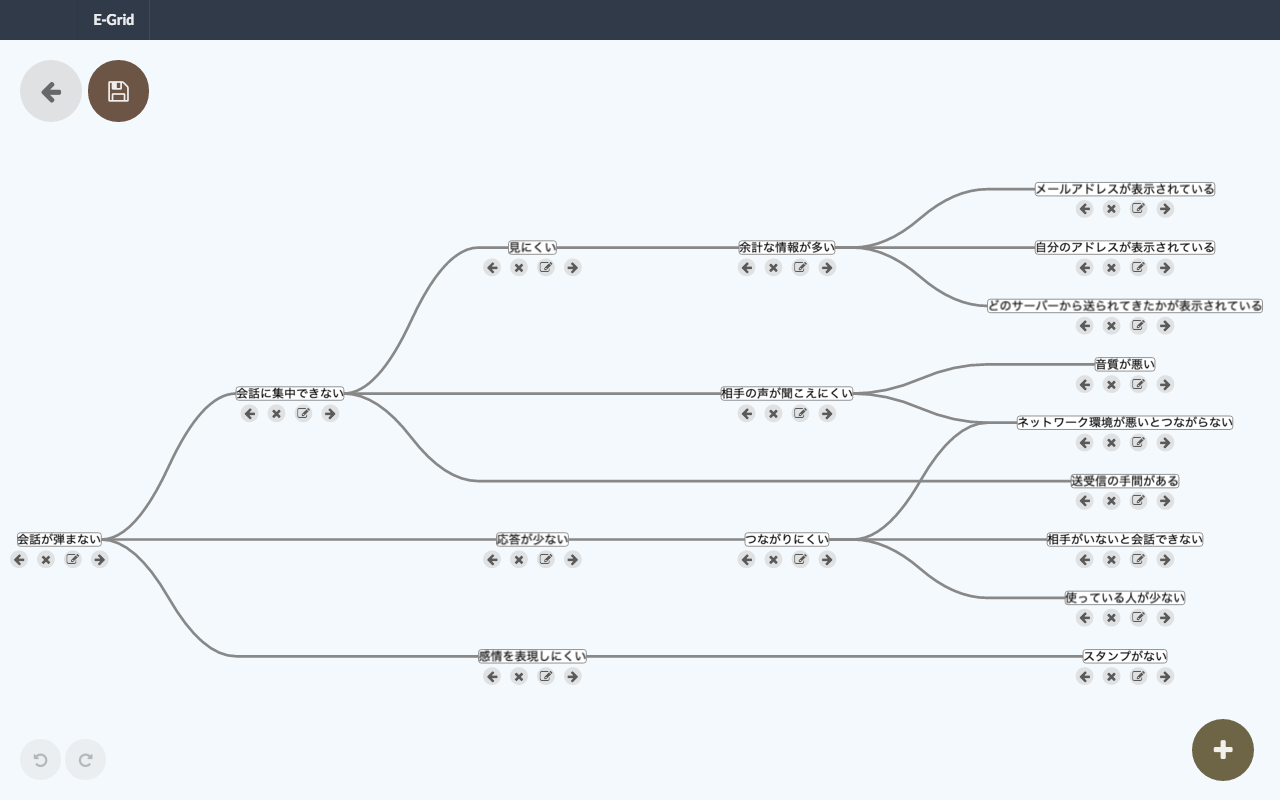 E-Grid
メールアドレスが表示されている
見にくい
余計な情報が多い
自分のアドレスが表示されている
どのサーバーから送られてきたかが表示されている
音質が悪い
会話に集中できない
相手の声が聞こえにくい
ネットワーク環境が悪いとつながらない
送受信の手間がある
会話が弾まない
応答が少ない
つながりにくい
相手がいないと会話できない
使っている人が少ない
感情を表現しにくい
スタンプがない